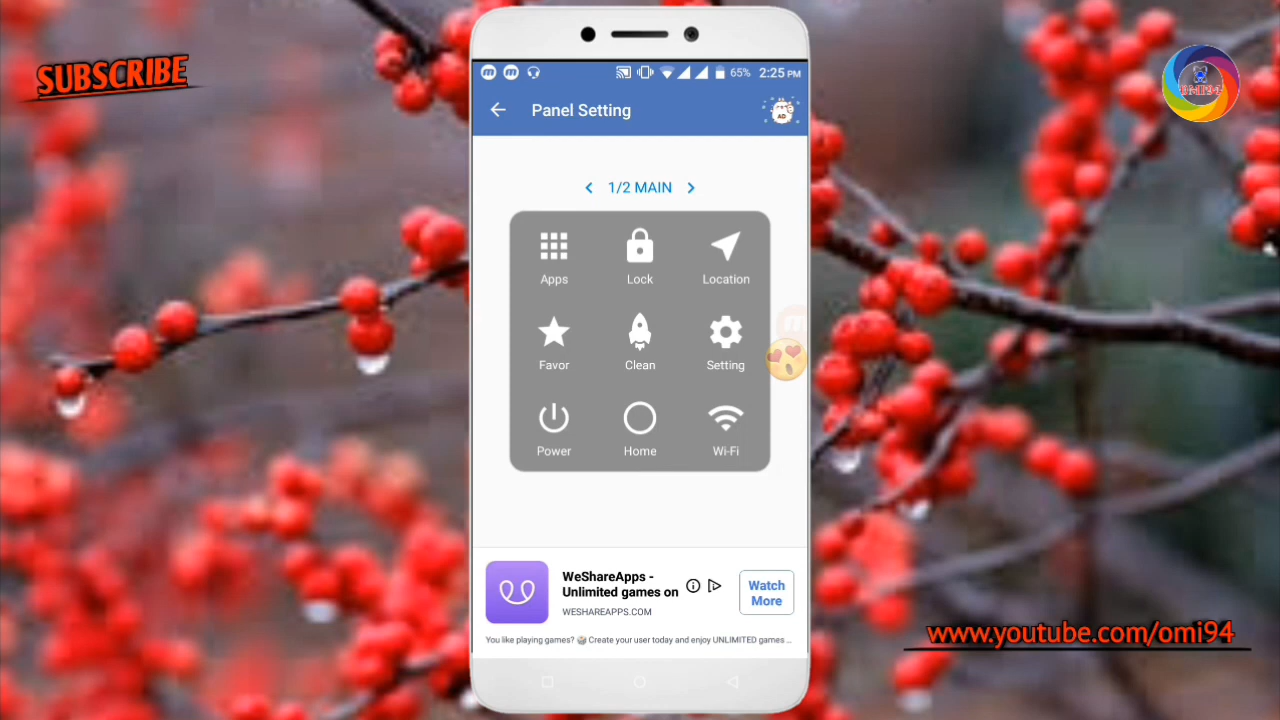 SUBSCRIBE
OMI94
65% 2:25 PM
Panel Setting
AD
1/2 MAIN
Apps
Lock
Location
Favor
Clean
Setting
Power
Home
Wi-Fi
WeShareApps -
Unlimited games on
WESHAREAPPS.COM
Watch
More
You like playing games? 🎲 Create your user today and enjoy UNLIMITED games ...
www.youtube.com/omi94